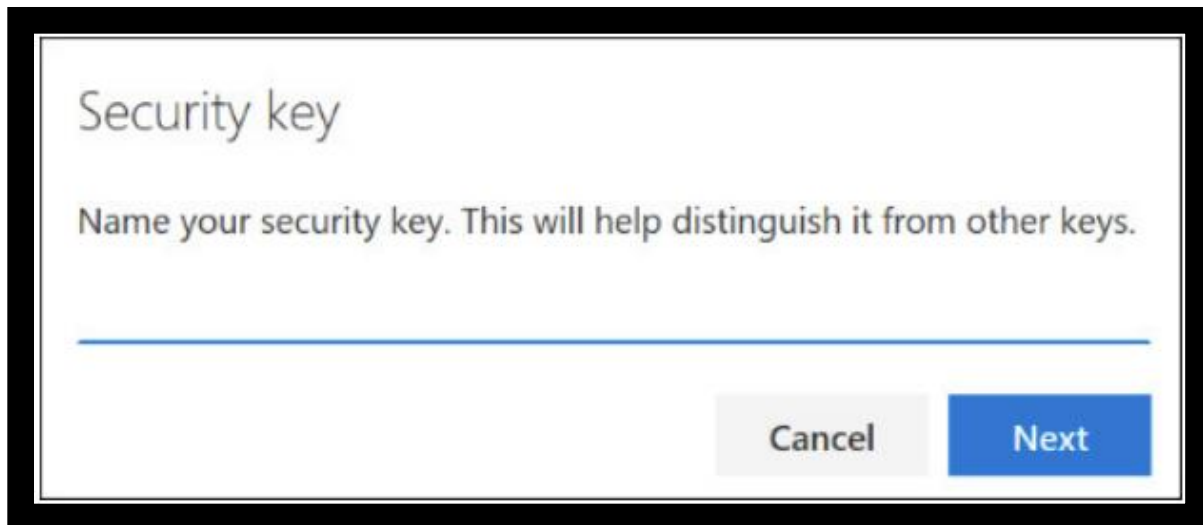 Security key
Name your security key. This will help distinguish it from other keys.
Cancel Next